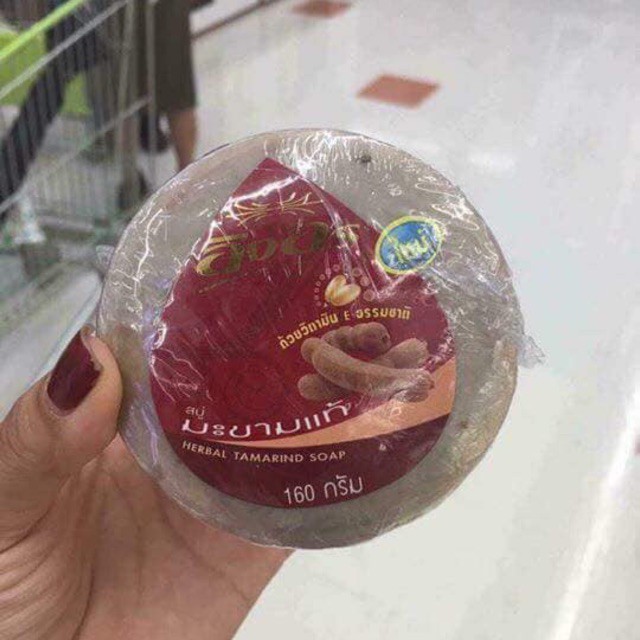 ใหม่
ด้วยวิตามิน E ธรรมชาติ
สบู่
มะขามแท้
HERBAL TAMARIND SOAP
160 กรัม